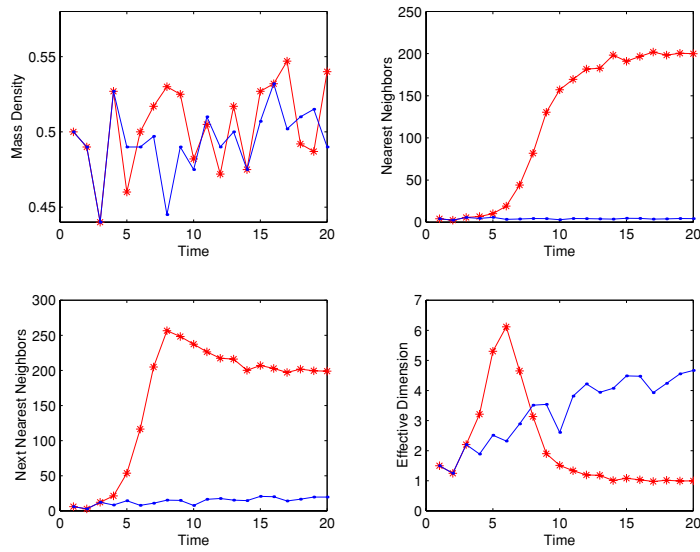 0.55
0.5
0.45
Mass Density
0 5 10 15 20
Time
250
200
150
100
50
0
Nearest Neighbors
0 5 10 15 20
Time
300
250
200
150
100
50
0
Next Nearest Neighbors
0 5 10 15 20
Time
7
6
5
4
3
2
1
0
Effective Dimension
0 5 10 15 20
Time